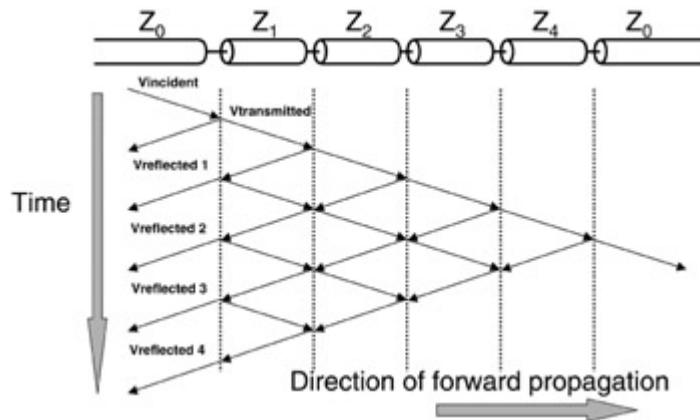 Z0 Z1 Z2 Z3 Z4 Z0
Vincident
Vtransmitted
Vreflected 1
Time
Vreflected 2
Vreflected 3
Vreflected 4
Direction of forward propagation